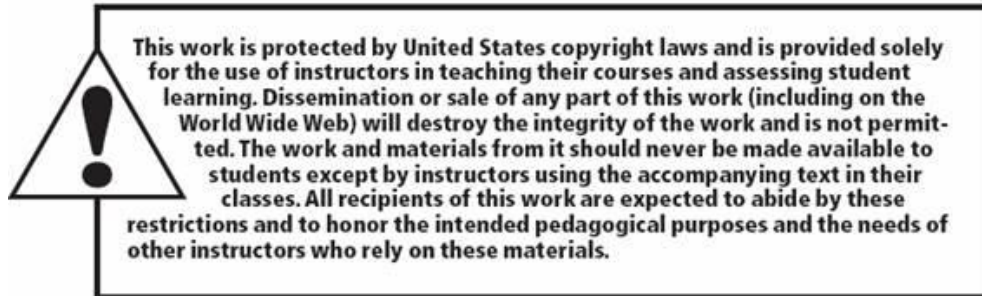 This work is protected by United States copyright laws and is provided solely
for the use of instructors in teaching their courses and assessing student
learning. Dissemination or sale of any part of this work (including on the
World Wide Web) will destroy the integrity of the work and is not permit-
ted. The work and materials from it should never be made available to
students except by instructors using the accompanying text in their
classes. All recipients of this work are expected to abide by these
restrictions and to honor the intended pedagogical purposes and the needs of
other instructors who rely on these materials.